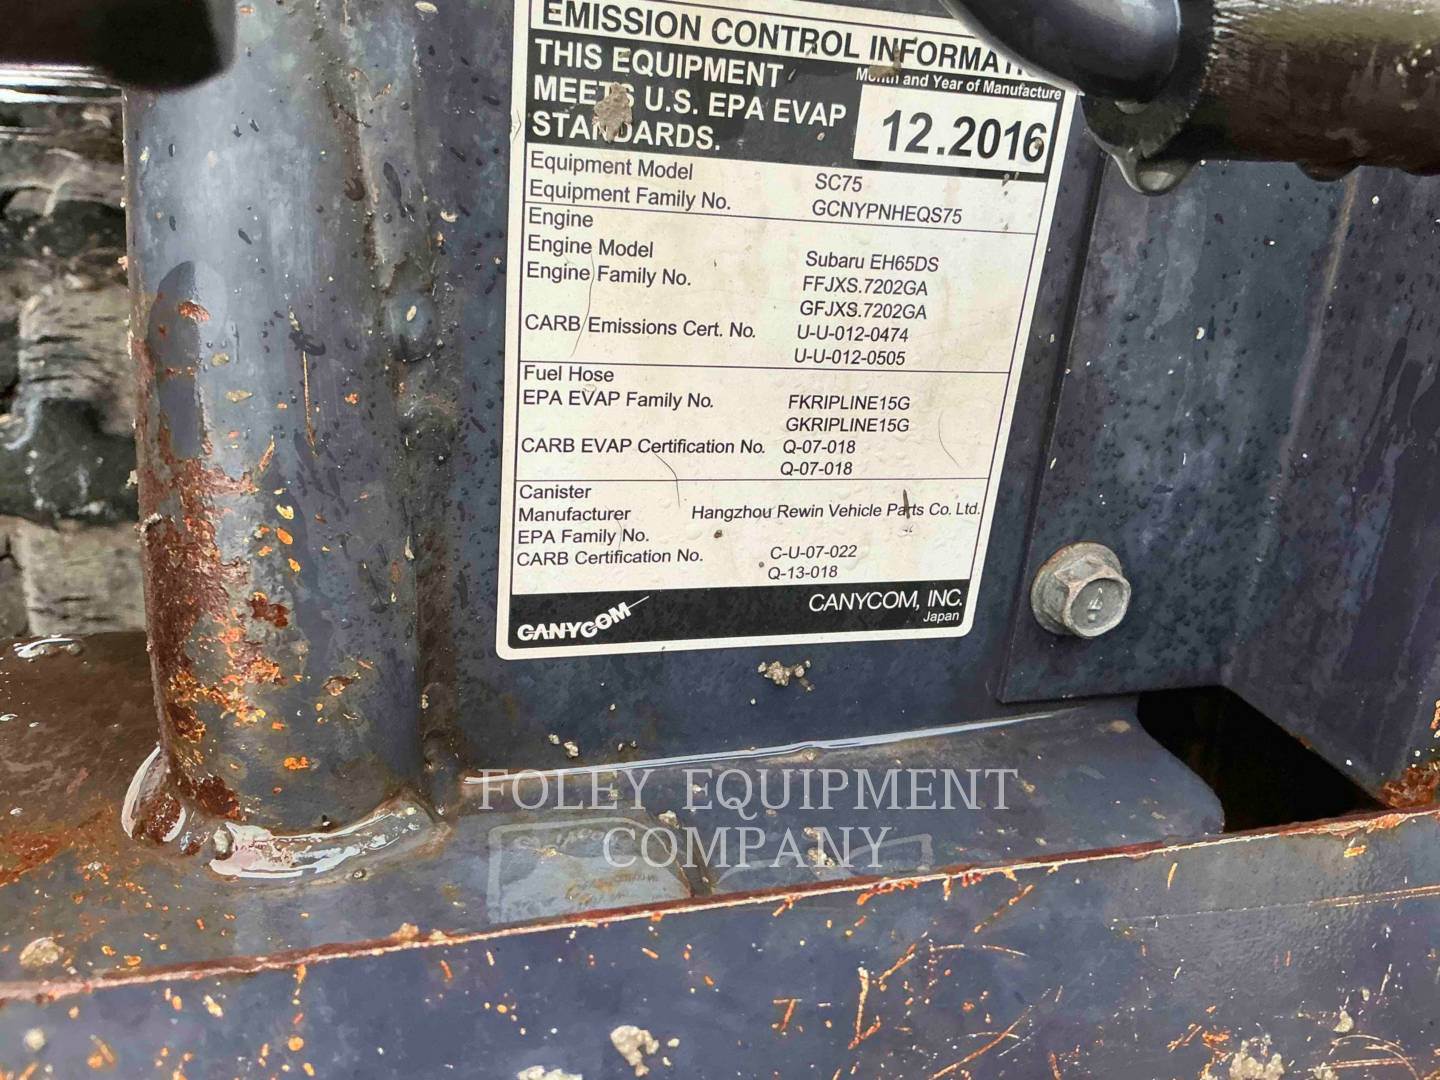 EMISSION CONTROL
THIS EQUIPMENT
MEETS U.S. EPA EVAP
STANDARDS.
Month and Year of Manufacture
12.2016
Equipment Model SC75
Equipment Family No. GCNYPNHEQS75
Engine
Engine Model Subaru EH65DS
Engine Family No. FFJXS.7202GA
GFJXS.7202GA
CARB Emissions Cert. No. U-U-012-0474
U-U-012-0505
Fuel Hose
EPA EVAP Family No. FKRIPLINE15G
GKRIPLINE15G
CARB EVAP Certification No. Q-07-018
Q-07-018
Canister
Manufacturer Hangzhou Rewin Vehicle Parts Co. Ltd.
EPA Family No.
CARB Certification No. C-U-07-022
Q-13-018
CANYCOM
CANYCOM, INC.
Japan
4
FOLEY EQUIPMENT
COMPANY